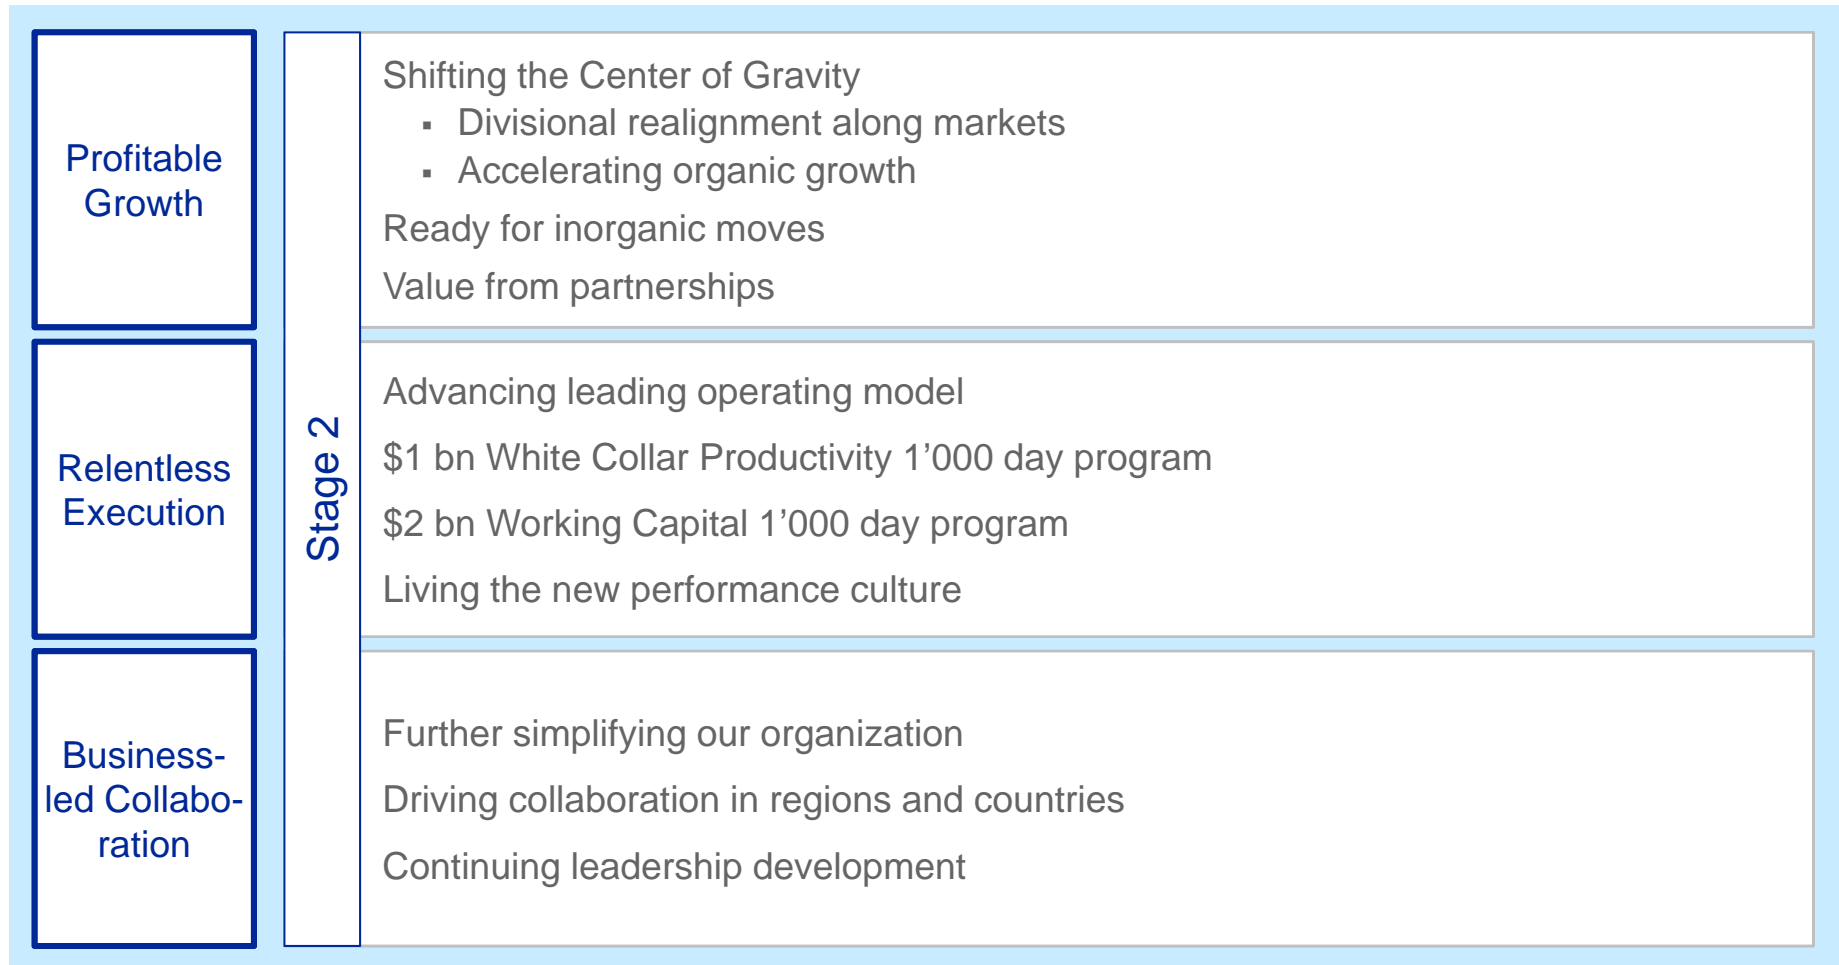 Profitable
Growth
Stage 2
Shifting the Center of Gravity
▪ Divisional realignment along markets
▪ Accelerating organic growth
Ready for inorganic moves
Value from partnerships
Relentless
Execution
Advancing leading operating model
$1 bn White Collar Productivity 1’000 day program
$2 bn Working Capital 1’000 day program
Living the new performance culture
Business-
led Collabo-
ration
Further simplifying our organization
Driving collaboration in regions and countries
Continuing leadership development